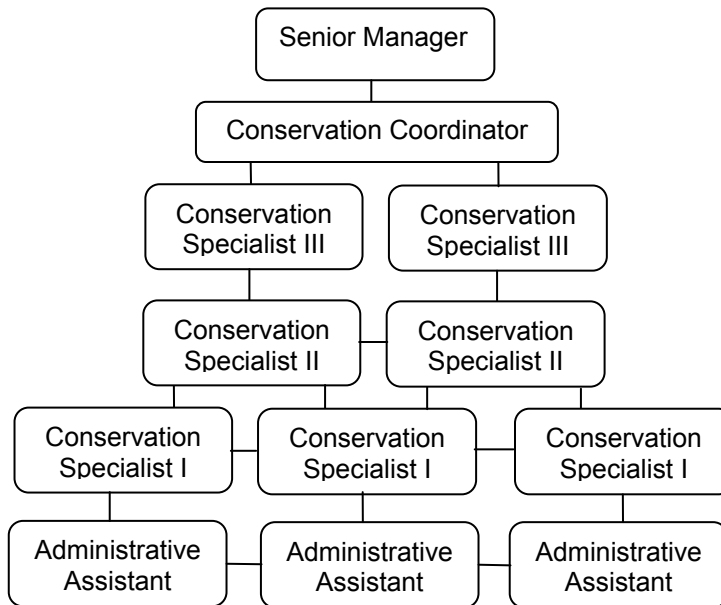 Senior Manager
Conservation Coordinator
Conservation
Specialist III
Conservation
Specialist III
Conservation
Specialist II
Conservation
Specialist II
Conservation
Specialist I
Conservation
Specialist I
Conservation
Specialist I
Administrative
Assistant
Administrative
Assistant
Administrative
Assistant